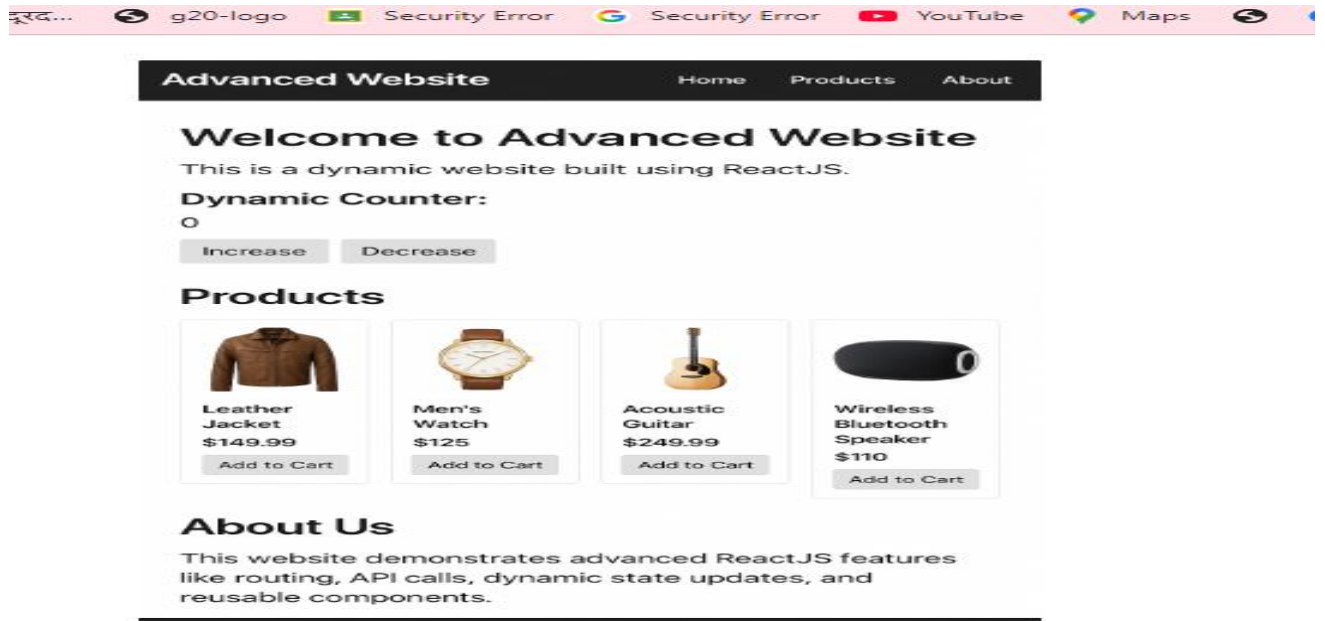 दूरद... g20-logo Security Error Security Error YouTube Maps
Advanced Website Home Products About
Welcome to Advanced Website
This is a dynamic website built using ReactJS.
Dynamic Counter:
0
Increase Decrease
Products
Leather Jacket
$149.99
Add to Cart
Men's Watch
$125
Add to Cart
Acoustic Guitar
$249.99
Add to Cart
Wireless Bluetooth Speaker
$110
Add to Cart
About Us
This website demonstrates advanced ReactJS features
like routing, API calls, dynamic state updates, and
reusable components.